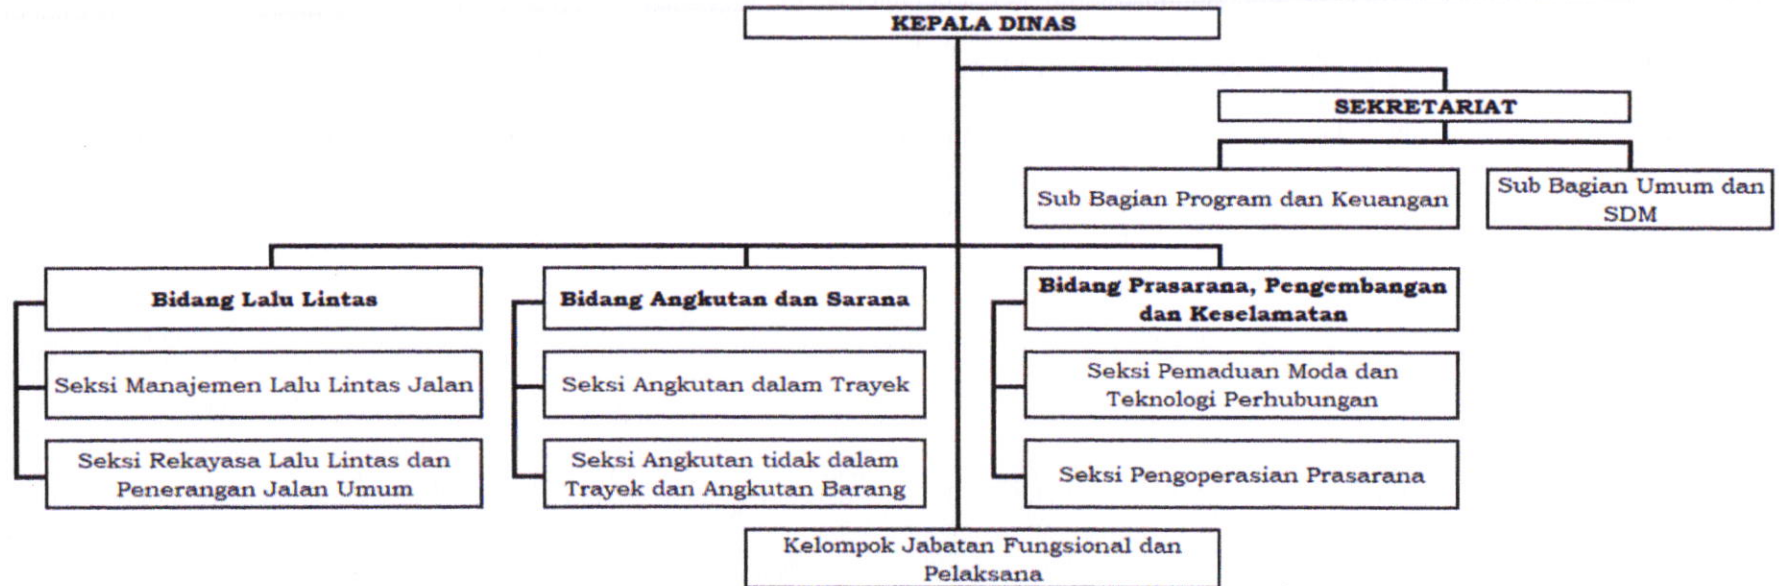 KEPALA DINAS
SEKRETARIAT
Sub Bagian Program dan Keuangan
Sub Bagian Umum dan
SDM
Bidang Lalu Lintas
Seksi Manajemen Lalu Lintas Jalan
Seksi Rekayasa Lalu Lintas dan
Penerangan Jalan Umum
Bidang Angkutan dan Sarana
Seksi Angkutan dalam Trayek
Seksi Angkutan tidak dalam
Trayek dan Angkutan Barang
Bidang Prasarana, Pengembangan
dan Keselamatan
Seksi Pemaduan Moda dan
Teknologi Perhubungan
Seksi Pengoperasian Prasarana
Kelompok Jabatan Fungsional dan
Pelaksana